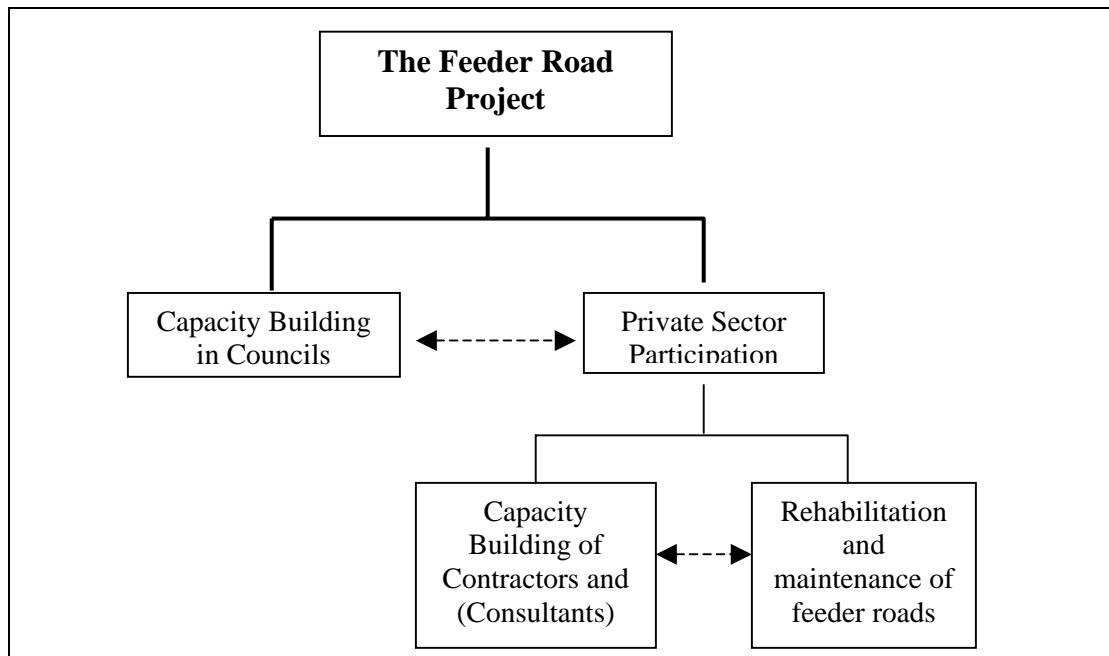 The Feeder Road
Project
Capacity Building
in Councils
Private Sector
Participation
Capacity
Building of
Contractors and
(Consultants)
Rehabilitation
and
maintenance of
feeder roads